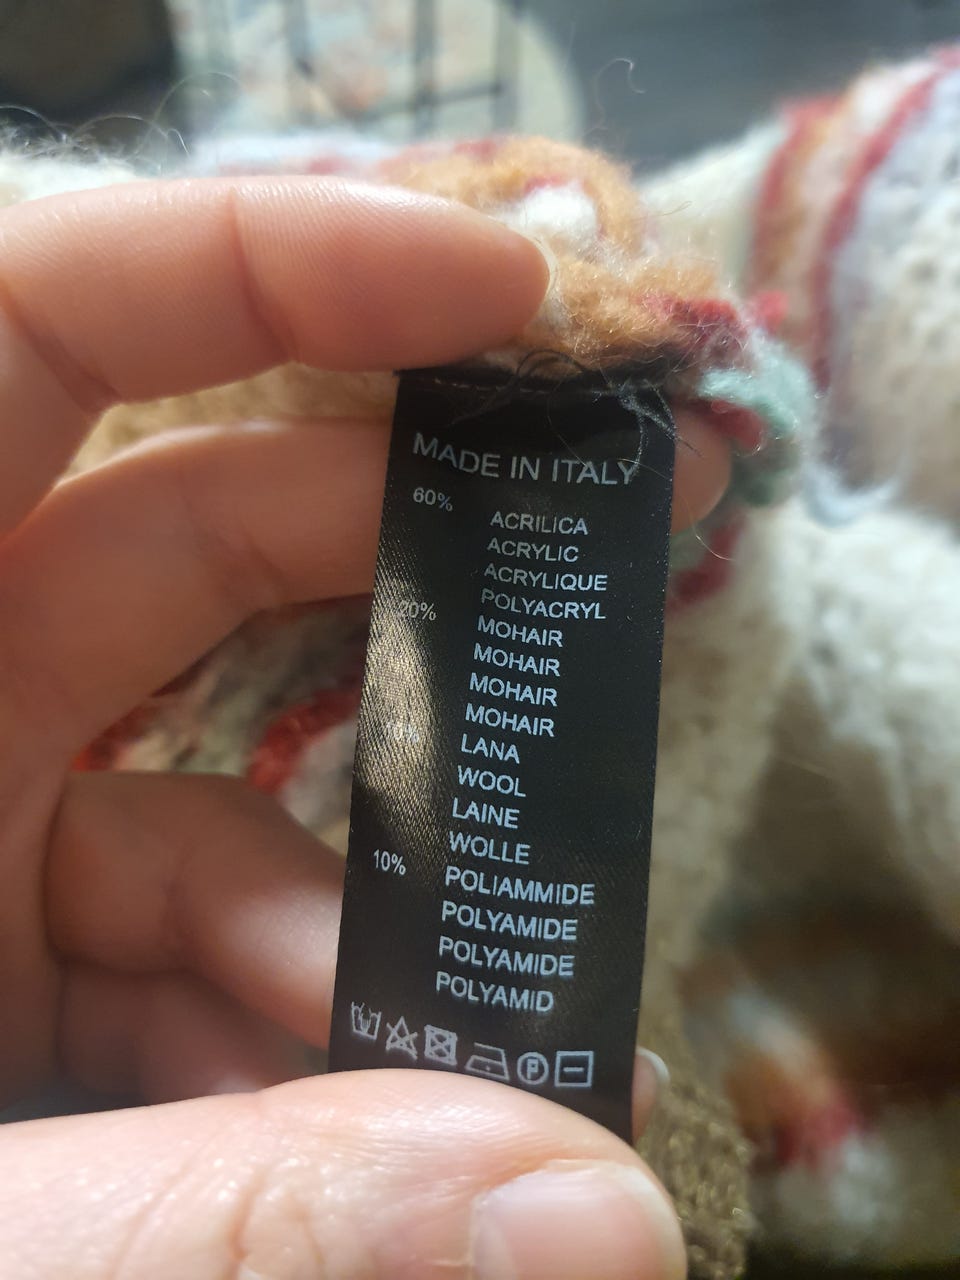 MADE IN ITALY
60% ACRILICA
ACRYLIC
ACRYLIQUE
POLYACRYL
20% MOHAIR
MOHAIR
MOHAIR
MOHAIR
LANA
WOOL
LAINE
WOLLE
10% POLIAMMIDE
POLYAMIDE
POLYAMIDE
POLYAMID
P